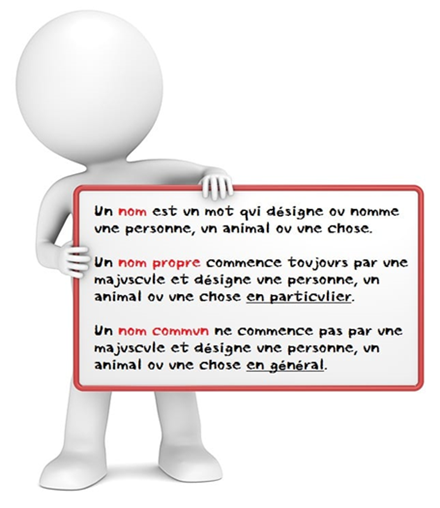 Un nom est un mot qui désigne ou nomme
une personne, un animal ou une chose.
Un nom propre commence toujours par une
majuscule et désigne une personne, un
animal ou une chose en particulier.
Un nom commun ne commence pas par une
majuscule et désigne une personne, un
animal ou une chose en général.